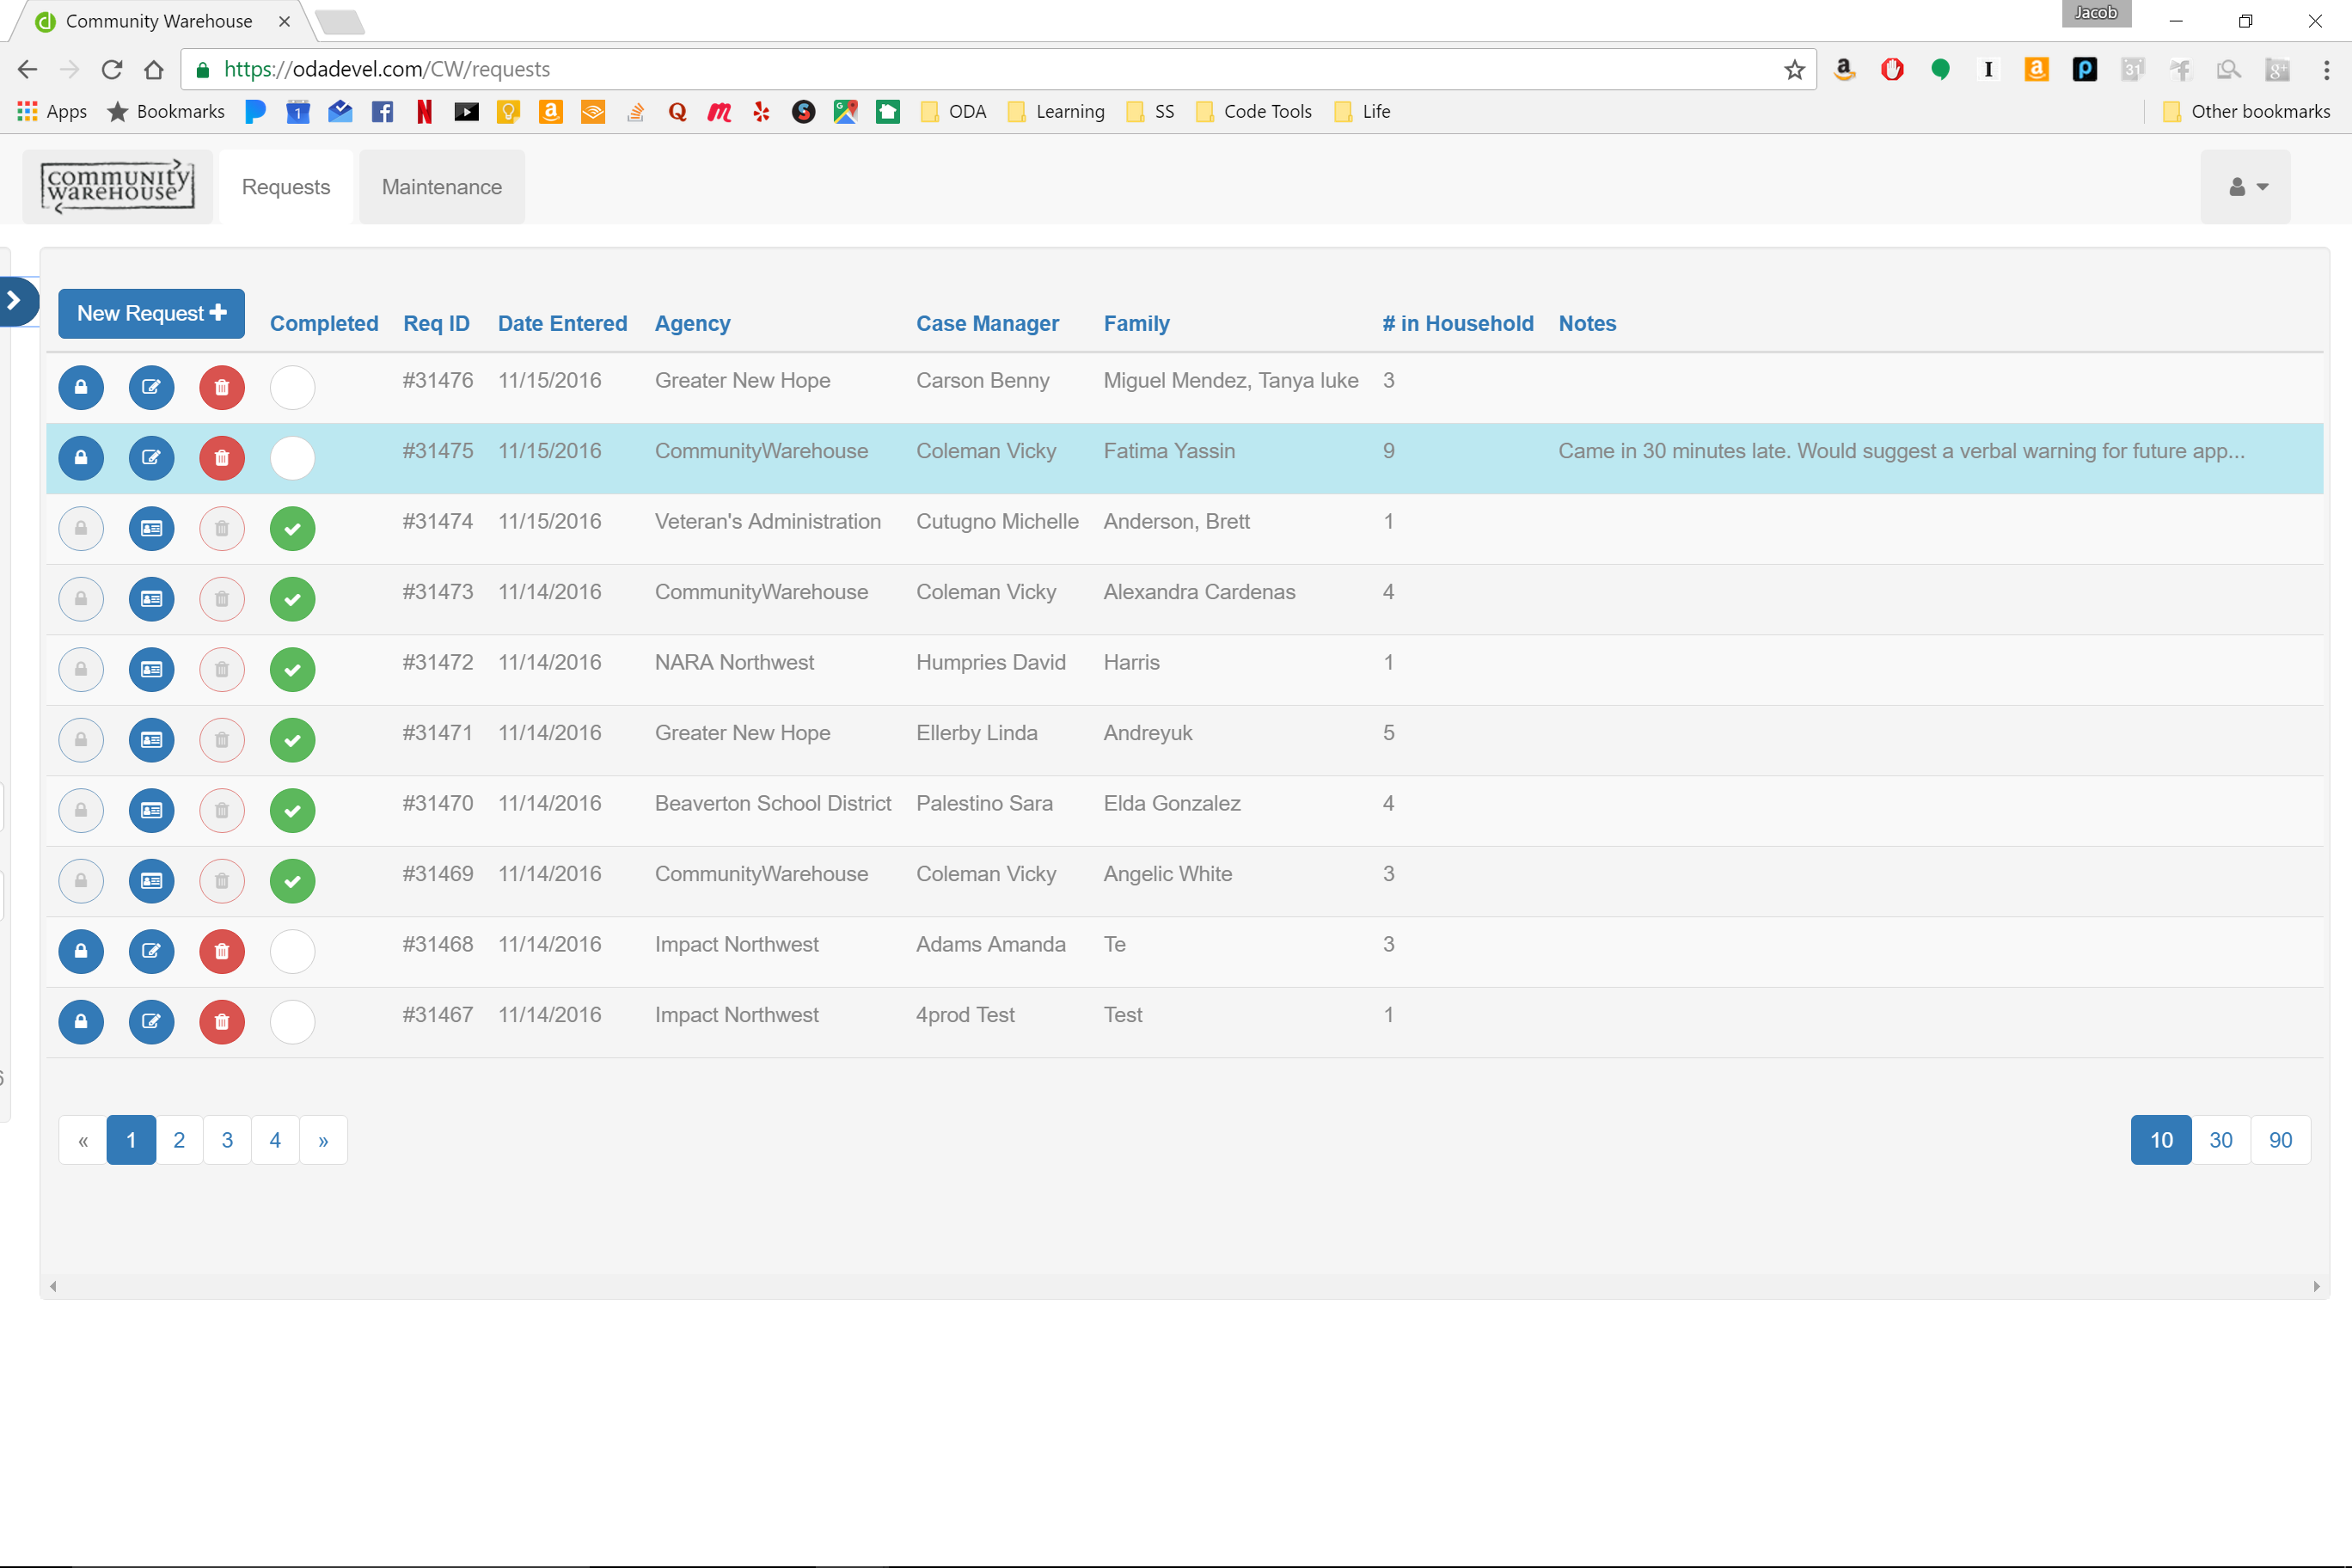 Community Warehouse
Jacob
https://odadevel.com/CW/requests
Apps Bookmarks ODA Learning SS Code Tools Life Other bookmarks
community
warehouse Requests Maintenance
New Request Completed Req ID Date Entered Agency Case Manager Family # in Household Notes
#31476 11/15/2016 Greater New Hope Carson Benny Miguel Mendez, Tanya luke 3
#31475 11/15/2016 CommunityWarehouse Coleman Vicky Fatima Yassin 9 Came in 30 minutes late. Would suggest a verbal warning for future app...
#31474 11/15/2016 Veteran's Administration Cutugno Michelle Anderson, Brett 1
#31473 11/14/2016 CommunityWarehouse Coleman Vicky Alexandra Cardenas 4
#31472 11/14/2016 NARA Northwest Humpries David Harris 1
#31471 11/14/2016 Greater New Hope Ellerby Linda Andreyuk 5
#31470 11/14/2016 Beaverton School District Palestino Sara Elda Gonzalez 4
#31469 11/14/2016 CommunityWarehouse Coleman Vicky Angelic White 3
#31468 11/14/2016 Impact Northwest Adams Amanda Te 3
#31467 11/14/2016 Impact Northwest 4prod Test Test 1
« 1 2 3 4 » 10 30 90